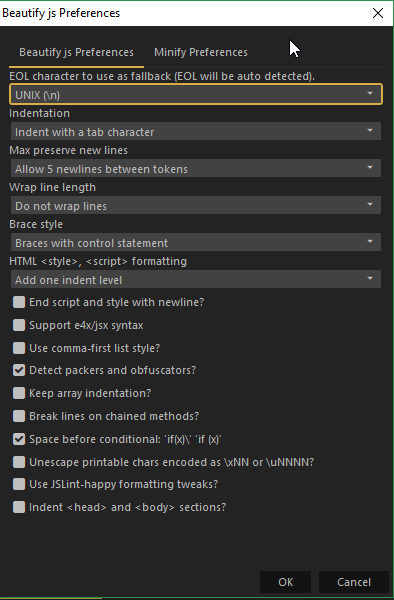 Beautify js Preferences
Beautify js Preferences Minify Preferences
EOL character to use as fallback (EOL will be auto detected).
UNIX (\n)
Indentation
Indent with a tab character
Max preserve new lines
Allow 5 newlines between tokens
Wrap line length
Do not wrap lines
Brace style
Braces with control statement
HTML <style>, <script> formatting
Add one indent level
End script and style with newline?
Support e4x/jsx syntax
Use comma-first list style?
Detect packers and obfuscators?
Keep array indentation?
Break lines on chained methods?
Space before conditional: 'if(x)\' 'if (x)'
Unescape printable chars encoded as \xNN or \uNNNN?
Use JSLint-happy formatting tweaks?
Indent <head> and <body> sections?
OK Cancel